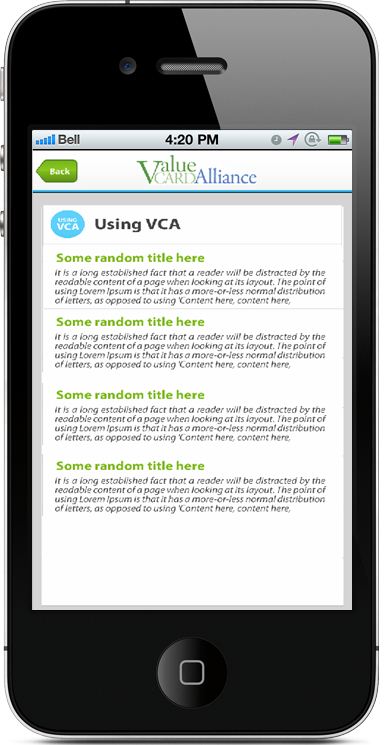 Bell 4:20 PM
Back
Value
CARDAlliance
USING
VCA
Using VCA
Some random title here
It is a long established fact that a reader will be distracted by the
readable content of a page when looking at its layout. The point of
using Lorem Ipsum is that it has a more-or-less normal distribution
of letters, as opposed to using 'Content here, content here,
Some random title here
It is a long established fact that a reader will be distracted by the
readable content of a page when looking at its layout. The point of
using Lorem Ipsum is that it has a more-or-less normal distribution
of letters, as opposed to using 'Content here, content here,
Some random title here
It is a long established fact that a reader will be distracted by the
readable content of a page when looking at its layout. The point of
using Lorem Ipsum is that it has a more-or-less normal distribution
of letters, as opposed to using 'Content here, content here,
Some random title here
It is a long established fact that a reader will be distracted by the
readable content of a page when looking at its layout. The point of
using Lorem Ipsum is that it has a more-or-less normal distribution
of letters, as opposed to using 'Content here, content here,